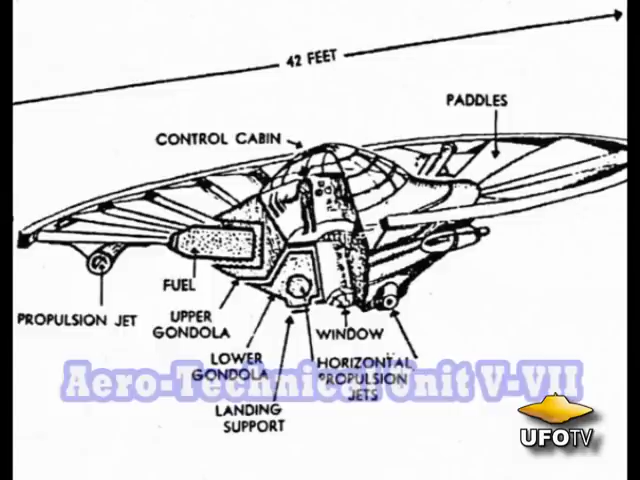 42 FEET
PADDLES
CONTROL CABIN
FUEL
PROPULSION JET
UPPER
GONDOLA
WINDOW
LOWER
GONDOLA
HORIZONTAL
PROPULSION
JETS
Aero-Technical Unit V-VII
LANDING
SUPPORT
UFOTV